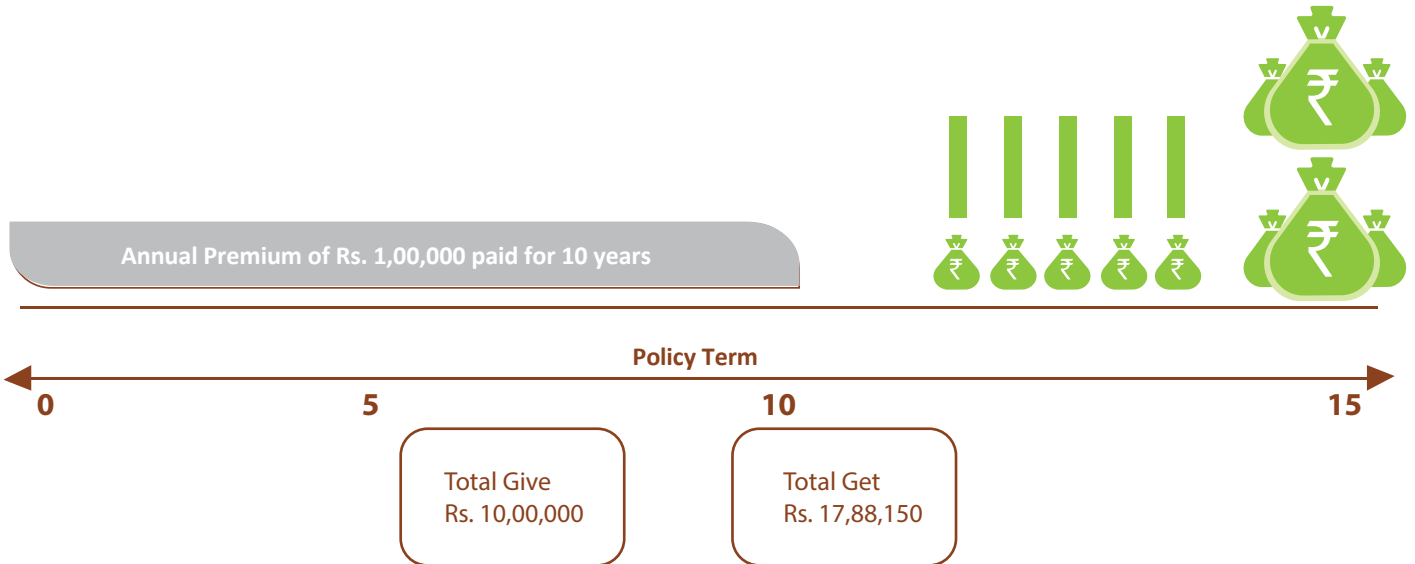 ₹
₹
₹ ₹ ₹ ₹ ₹
Annual Premium of Rs. 1,00,000 paid for 10 years
Policy Term
0 5 10 15
Total Give
Rs. 10,00,000
Total Get
Rs. 17,88,150